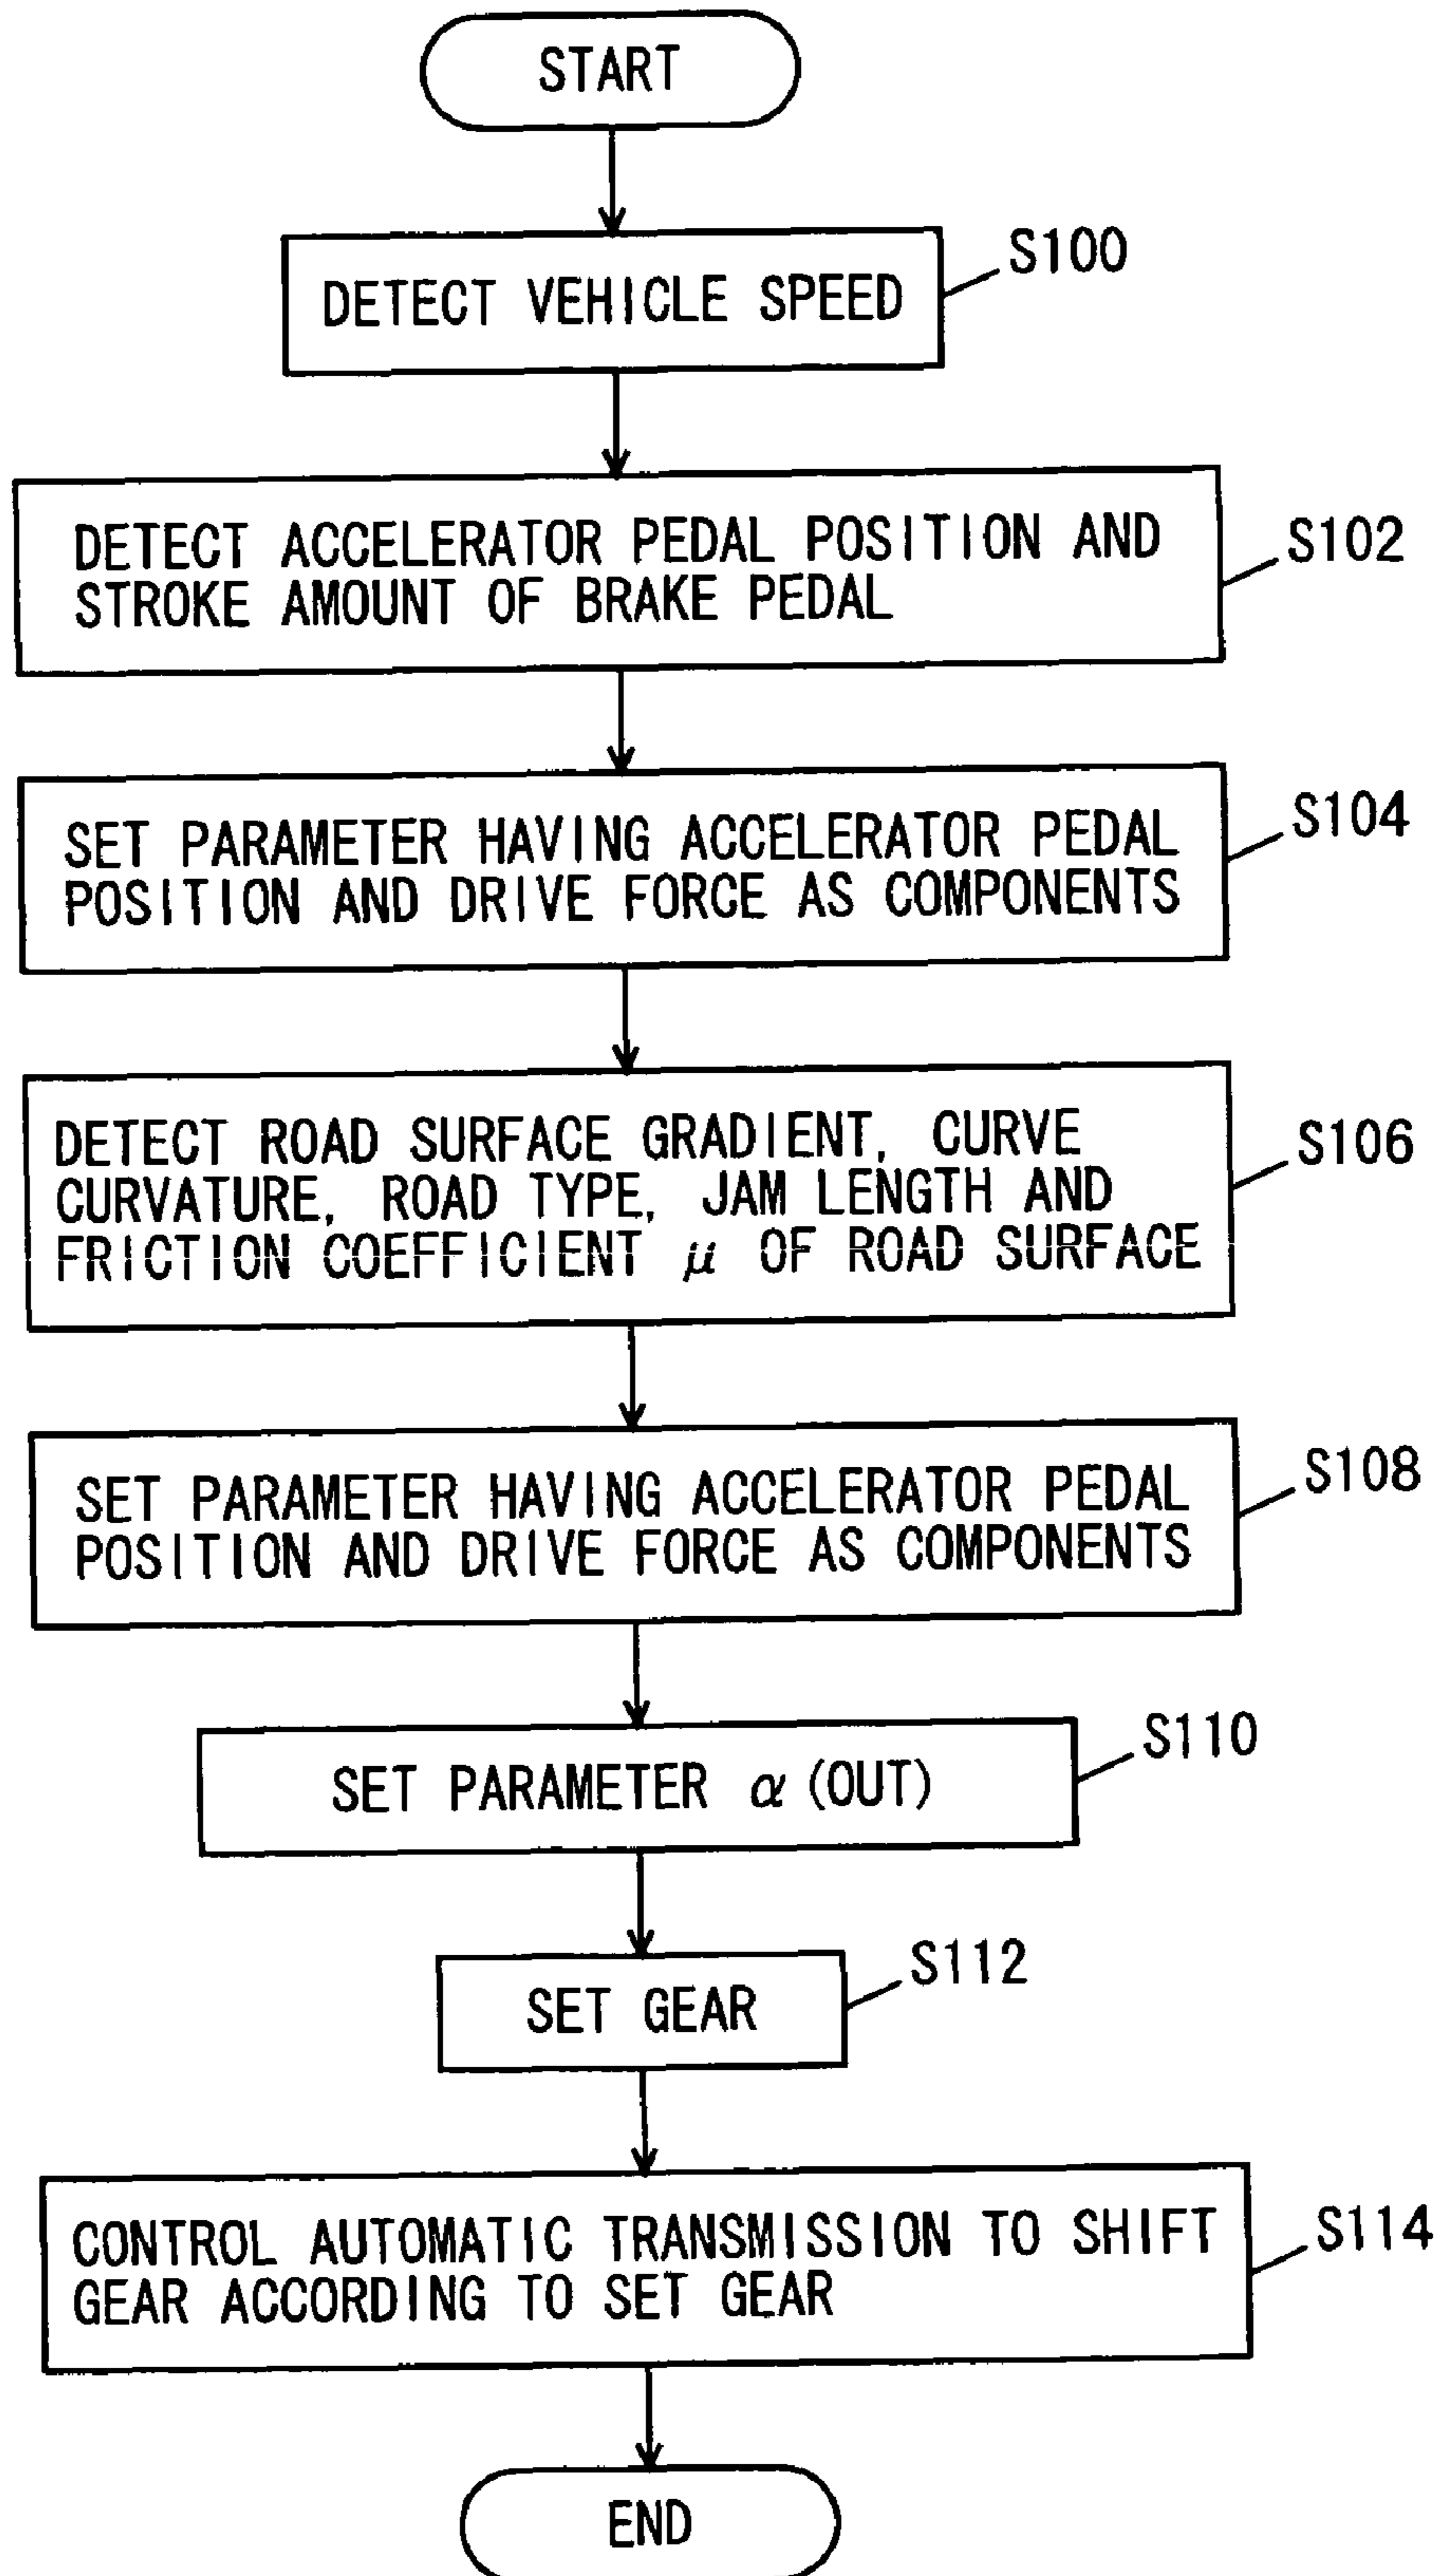 START
DETECT VEHICLE SPEED
S100
DETECT ACCELERATOR PEDAL POSITION AND
STROKE AMOUNT OF BRAKE PEDAL
S102
SET PARAMETER HAVING ACCELERATOR PEDAL
POSITION AND DRIVE FORCE AS COMPONENTS
S104
DETECT ROAD SURFACE GRADIENT, CURVE
CURVATURE, ROAD TYPE, JAM LENGTH AND
FRICTION COEFFICIENT μ OF ROAD SURFACE
S106
SET PARAMETER HAVING ACCELERATOR PEDAL
POSITION AND DRIVE FORCE AS COMPONENTS
S108
SET PARAMETER α (OUT)
S110
SET GEAR
S112
CONTROL AUTOMATIC TRANSMISSION TO SHIFT
GEAR ACCORDING TO SET GEAR
S114
END